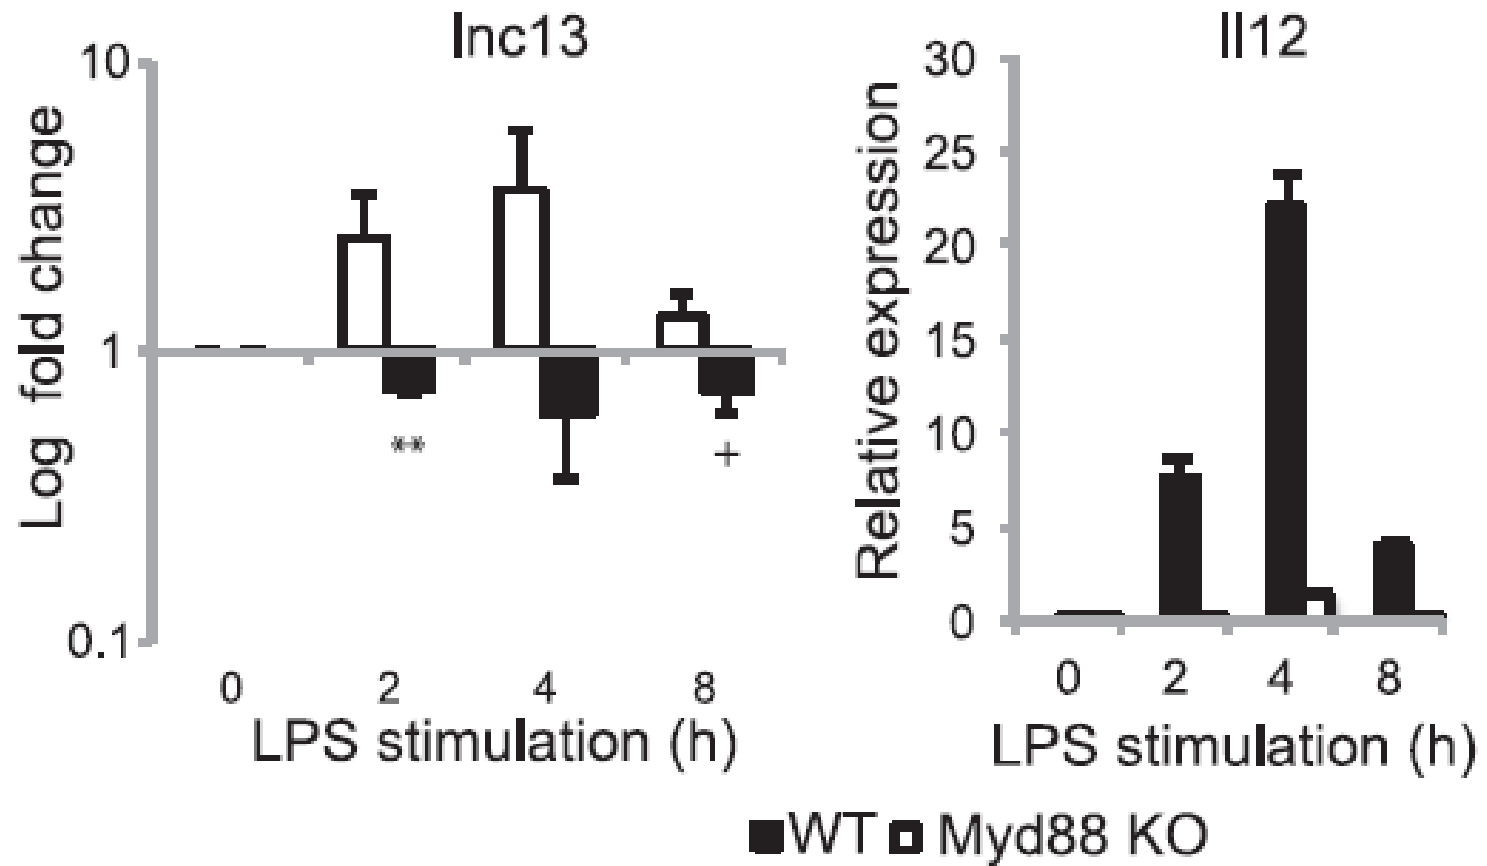 lnc13
Log fold change
10
1
0.1
**
+
0 2 4 8
LPS stimulation (h)
Il12
Relative expression
30
25
20
15
10
5
0
0 2 4 8
LPS stimulation (h)
WT Myd88 KO